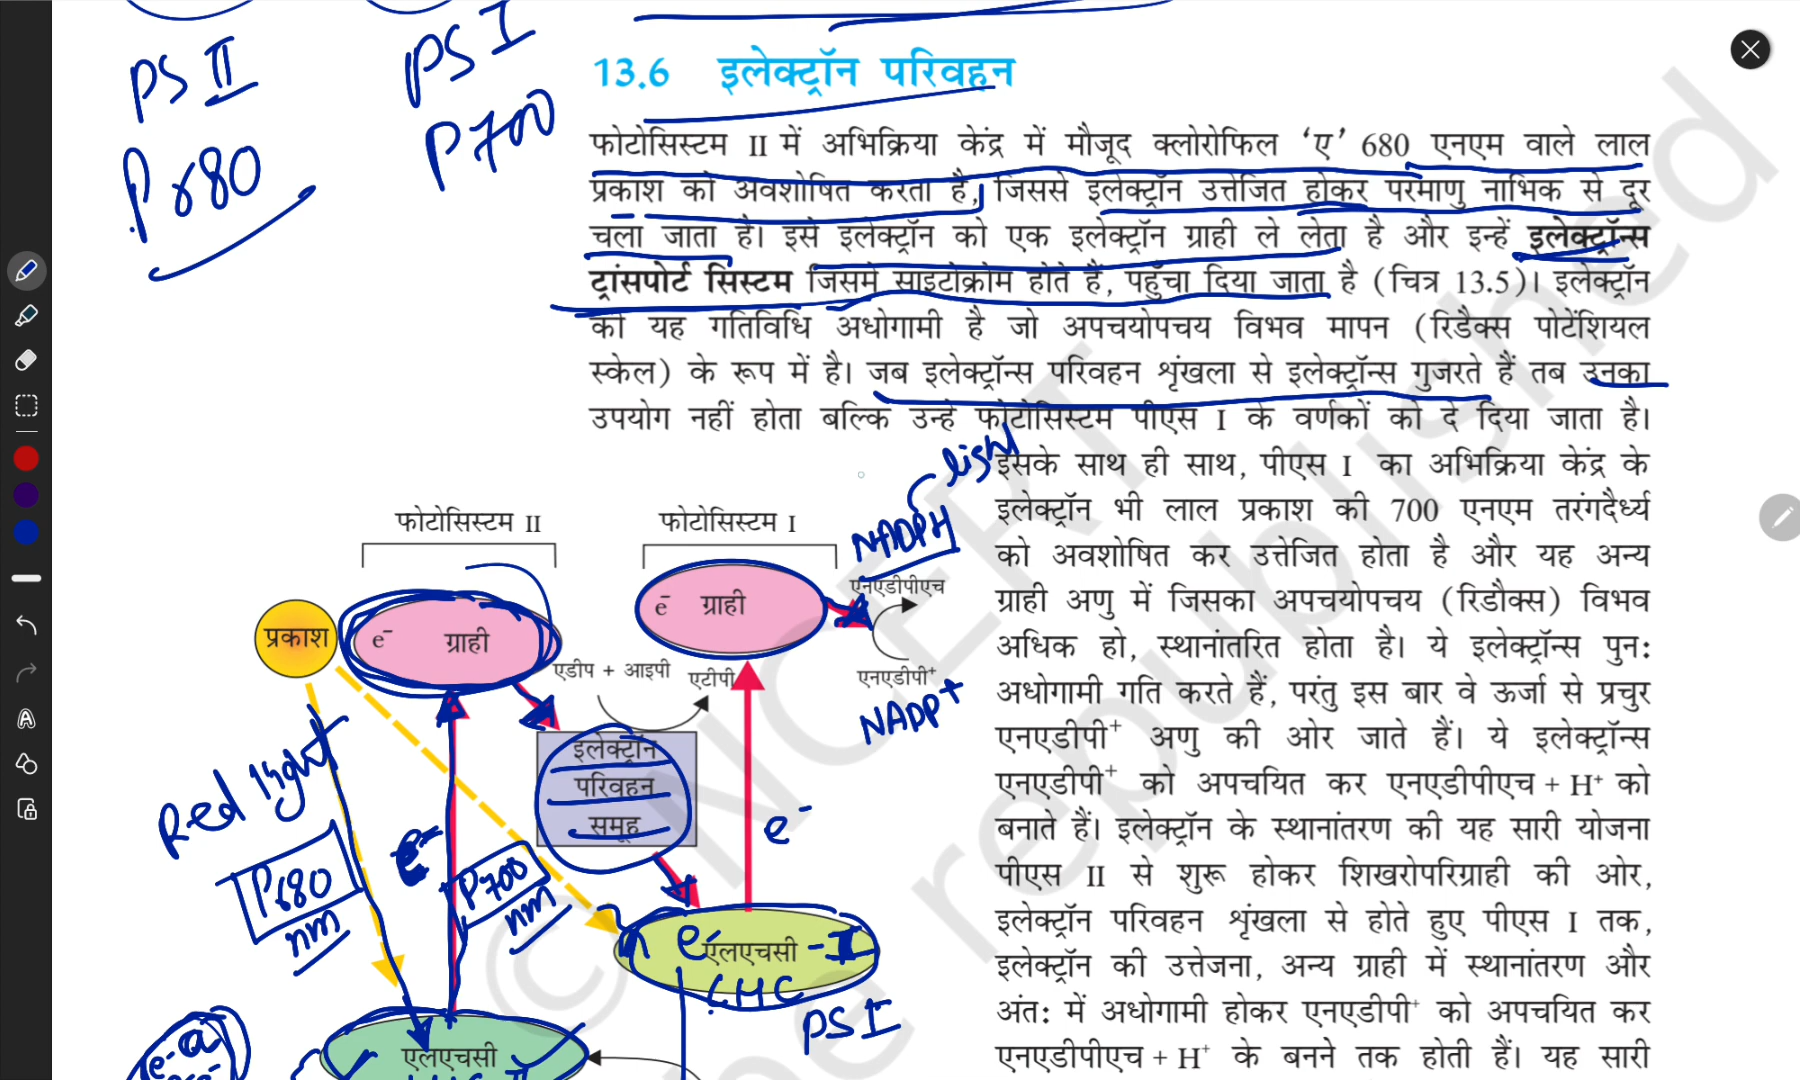 PS II
PS I
P700
P680
13.6 इलेक्ट्रॉन परिवहन
फोटोसिस्टम II में अभिक्रिया केंद्र में मौजूद क्लोरोफिल ‘ए’ 680 एनएम वाले लाल
प्रकाश को अवशोषित करता है, जिससे इलेक्ट्रॉन उत्तेजित होकर परमाणु नाभिक से दूर
चला जाता है। इसे इलेक्ट्रॉन को एक इलेक्ट्रॉन ग्राही ले लेता है और इन्हें इलेक्ट्रॉन्स
ट्रांसपोर्ट सिस्टम जिसमें साइटोक्रोम होते हैं, पहुँचा दिया जाता है (चित्र 13.5)। इलेक्ट्रॉन
की यह गतिविधि अधोगामी है जो अपचयोपचय विभव मापन (रिडैक्स पोटेंशियल
स्केल) के रूप में है। जब इलेक्ट्रॉन्स परिवहन शृंखला से इलेक्ट्रॉन्स गुजरते हैं तब उनका
उपयोग नहीं होता बल्कि उन्हें फोटोसिस्टम पीएस I के वर्णकों को दे दिया जाता है।
इसके साथ ही साथ, पीएस I का अभिक्रिया केंद्र के
इलेक्ट्रॉन भी लाल प्रकाश की 700 एनएम तरंगदैर्ध्य
को अवशोषित कर उत्तेजित होता है और यह अन्य
ग्राही अणु में जिसका अपचयोपचय (रिडौक्स) विभव
अधिक हो, स्थानांतरित होता है। ये इलेक्ट्रॉन्स पुन:
अधोगामी गति करते हैं, परंतु इस बार वे ऊर्जा से प्रचुर
एनएडीपी⁺ अणु की ओर जाते हैं। ये इलेक्ट्रॉन्स
एनएडीपी⁺ को अपचयित कर एनएडीपीएच + H⁺ को
बनाते हैं। इलेक्ट्रॉन के स्थानांतरण की यह सारी योजना
पीएस II से शुरू होकर शिखरोपरिग्राही की ओर,
इलेक्ट्रॉन परिवहन शृंखला से होते हुए पीएस I तक,
इलेक्ट्रॉन की उत्तेजना, अन्य ग्राही में स्थानांतरण और
अंत: में अधोगामी होकर एनएडीपी⁺ को अपचयित कर
एनएडीपीएच + H⁺ के बनने तक होती हैं। यह सारी
light
फोटोसिस्टम II
फोटोसिस्टम I
NADPH
एनएडीपीएच
प्रकाश
e⁻ ग्राही
e⁻ ग्राही
एडीप + आइपी
एटीपी
एनएडीपी⁺
NADP⁺
इलेक्ट्रॉन
परिवहन
समूह
Red light
e⁻
e⁻
P680
nm
P700
nm
e⁻
एलएचसी - I
LHC
PS I
एलएचसी
© NCERT
be republished